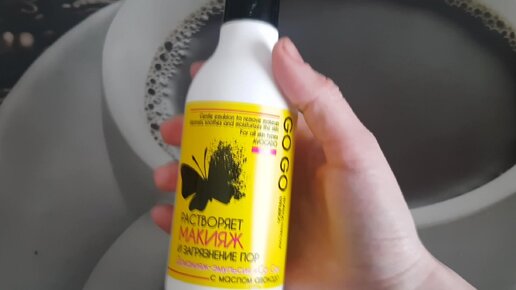 Gentle emulsion to remove makeup
and moisturizes the skin
For all skin types
AVOCADO
GO GO
РАСТВОРЯЕТ
МАКИЯЖ
И ЗАГРЯЗНЕНИЕ ПОР
с маслом авокадо